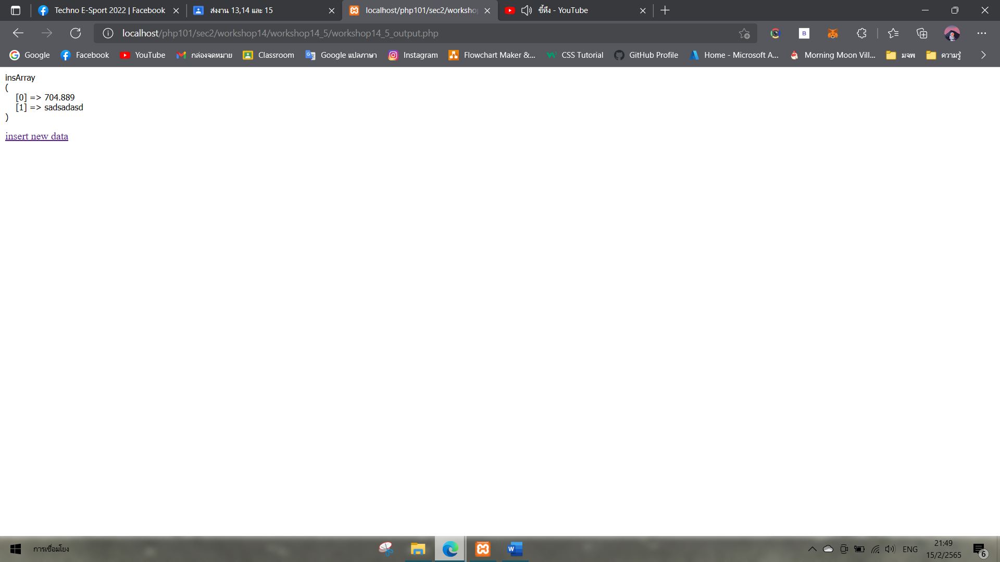 Techno E-Sport 2022 | Facebook
ส่งงาน 13,14 และ 15
localhost/php101/sec2/worksho
ขี้หึง - YouTube
localhost/php101/sec2/workshop14/workshop14_5/workshop14_5_output.php
Google
Facebook
YouTube
กล่องจดหมาย
Classroom
Google แปลภาษา
Instagram
Flowchart Maker &...
CSS Tutorial
GitHub Profile
Home - Microsoft A...
Morning Moon Vill...
มจพ
ความรู้
insArray
(
[0] => 704.889
[1] => sadsadasd
)
insert new data
การเชื่อมโยง
ENG
21:49
15/2/2565
6